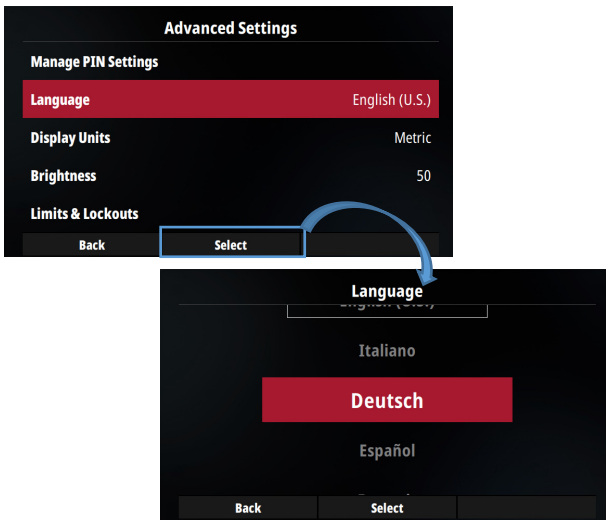 Advanced Settings
Manage PIN Settings
Language English (U.S.)
Display Units Metric
Brightness 50
Limits & Lockouts
Back Select
Language
English (U.S.)
Italiano
Deutsch
Español
Back Select